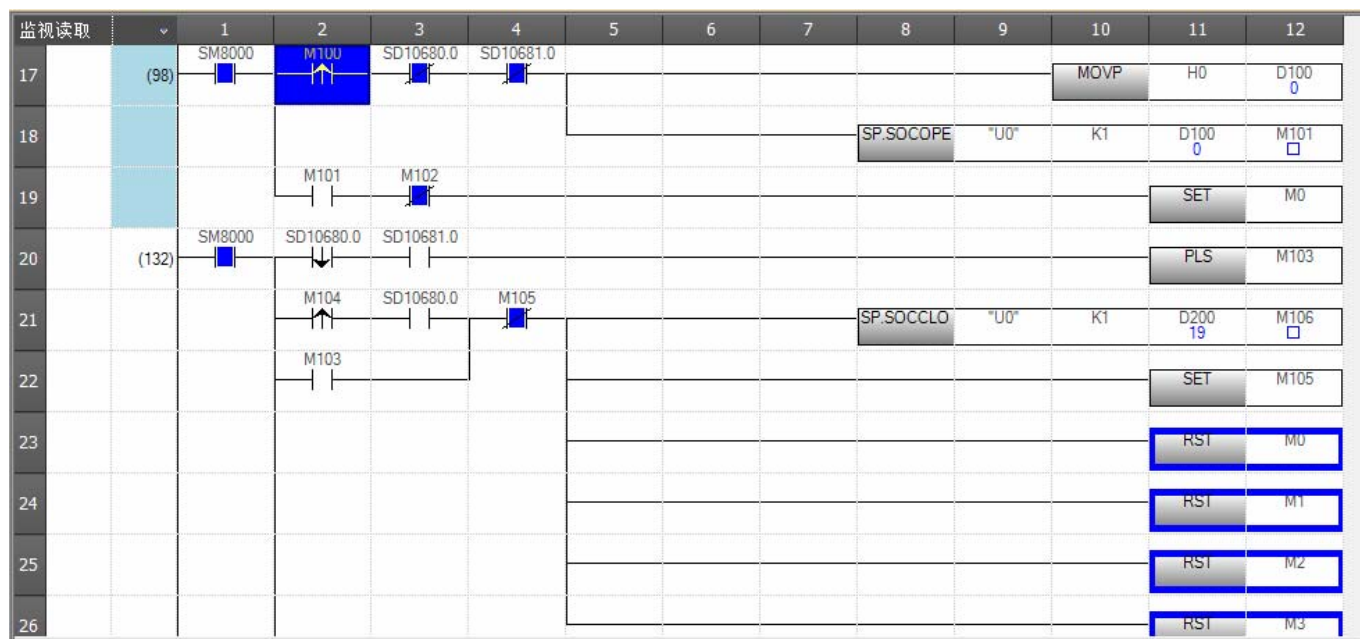 监视读取 1 2 3 4 5 6 7 8 9 10 11 12
SM8000 M100 SD10680.0 SD10681.0
17 (98) MOVP H0 D100
0
18 SP.SOCOPE "U0" K1 D100 M101
0
M101 M102
19 SET M0
SM8000 SD10680.0 SD10681.0
20 (132) PLS M103
M104 SD10680.0 M105
21 SP.SOCCLO "U0" K1 D200 M106
19
M103
22 SET M105
23 RST M0
24 RST M1
25 RST M2
26 RST M3